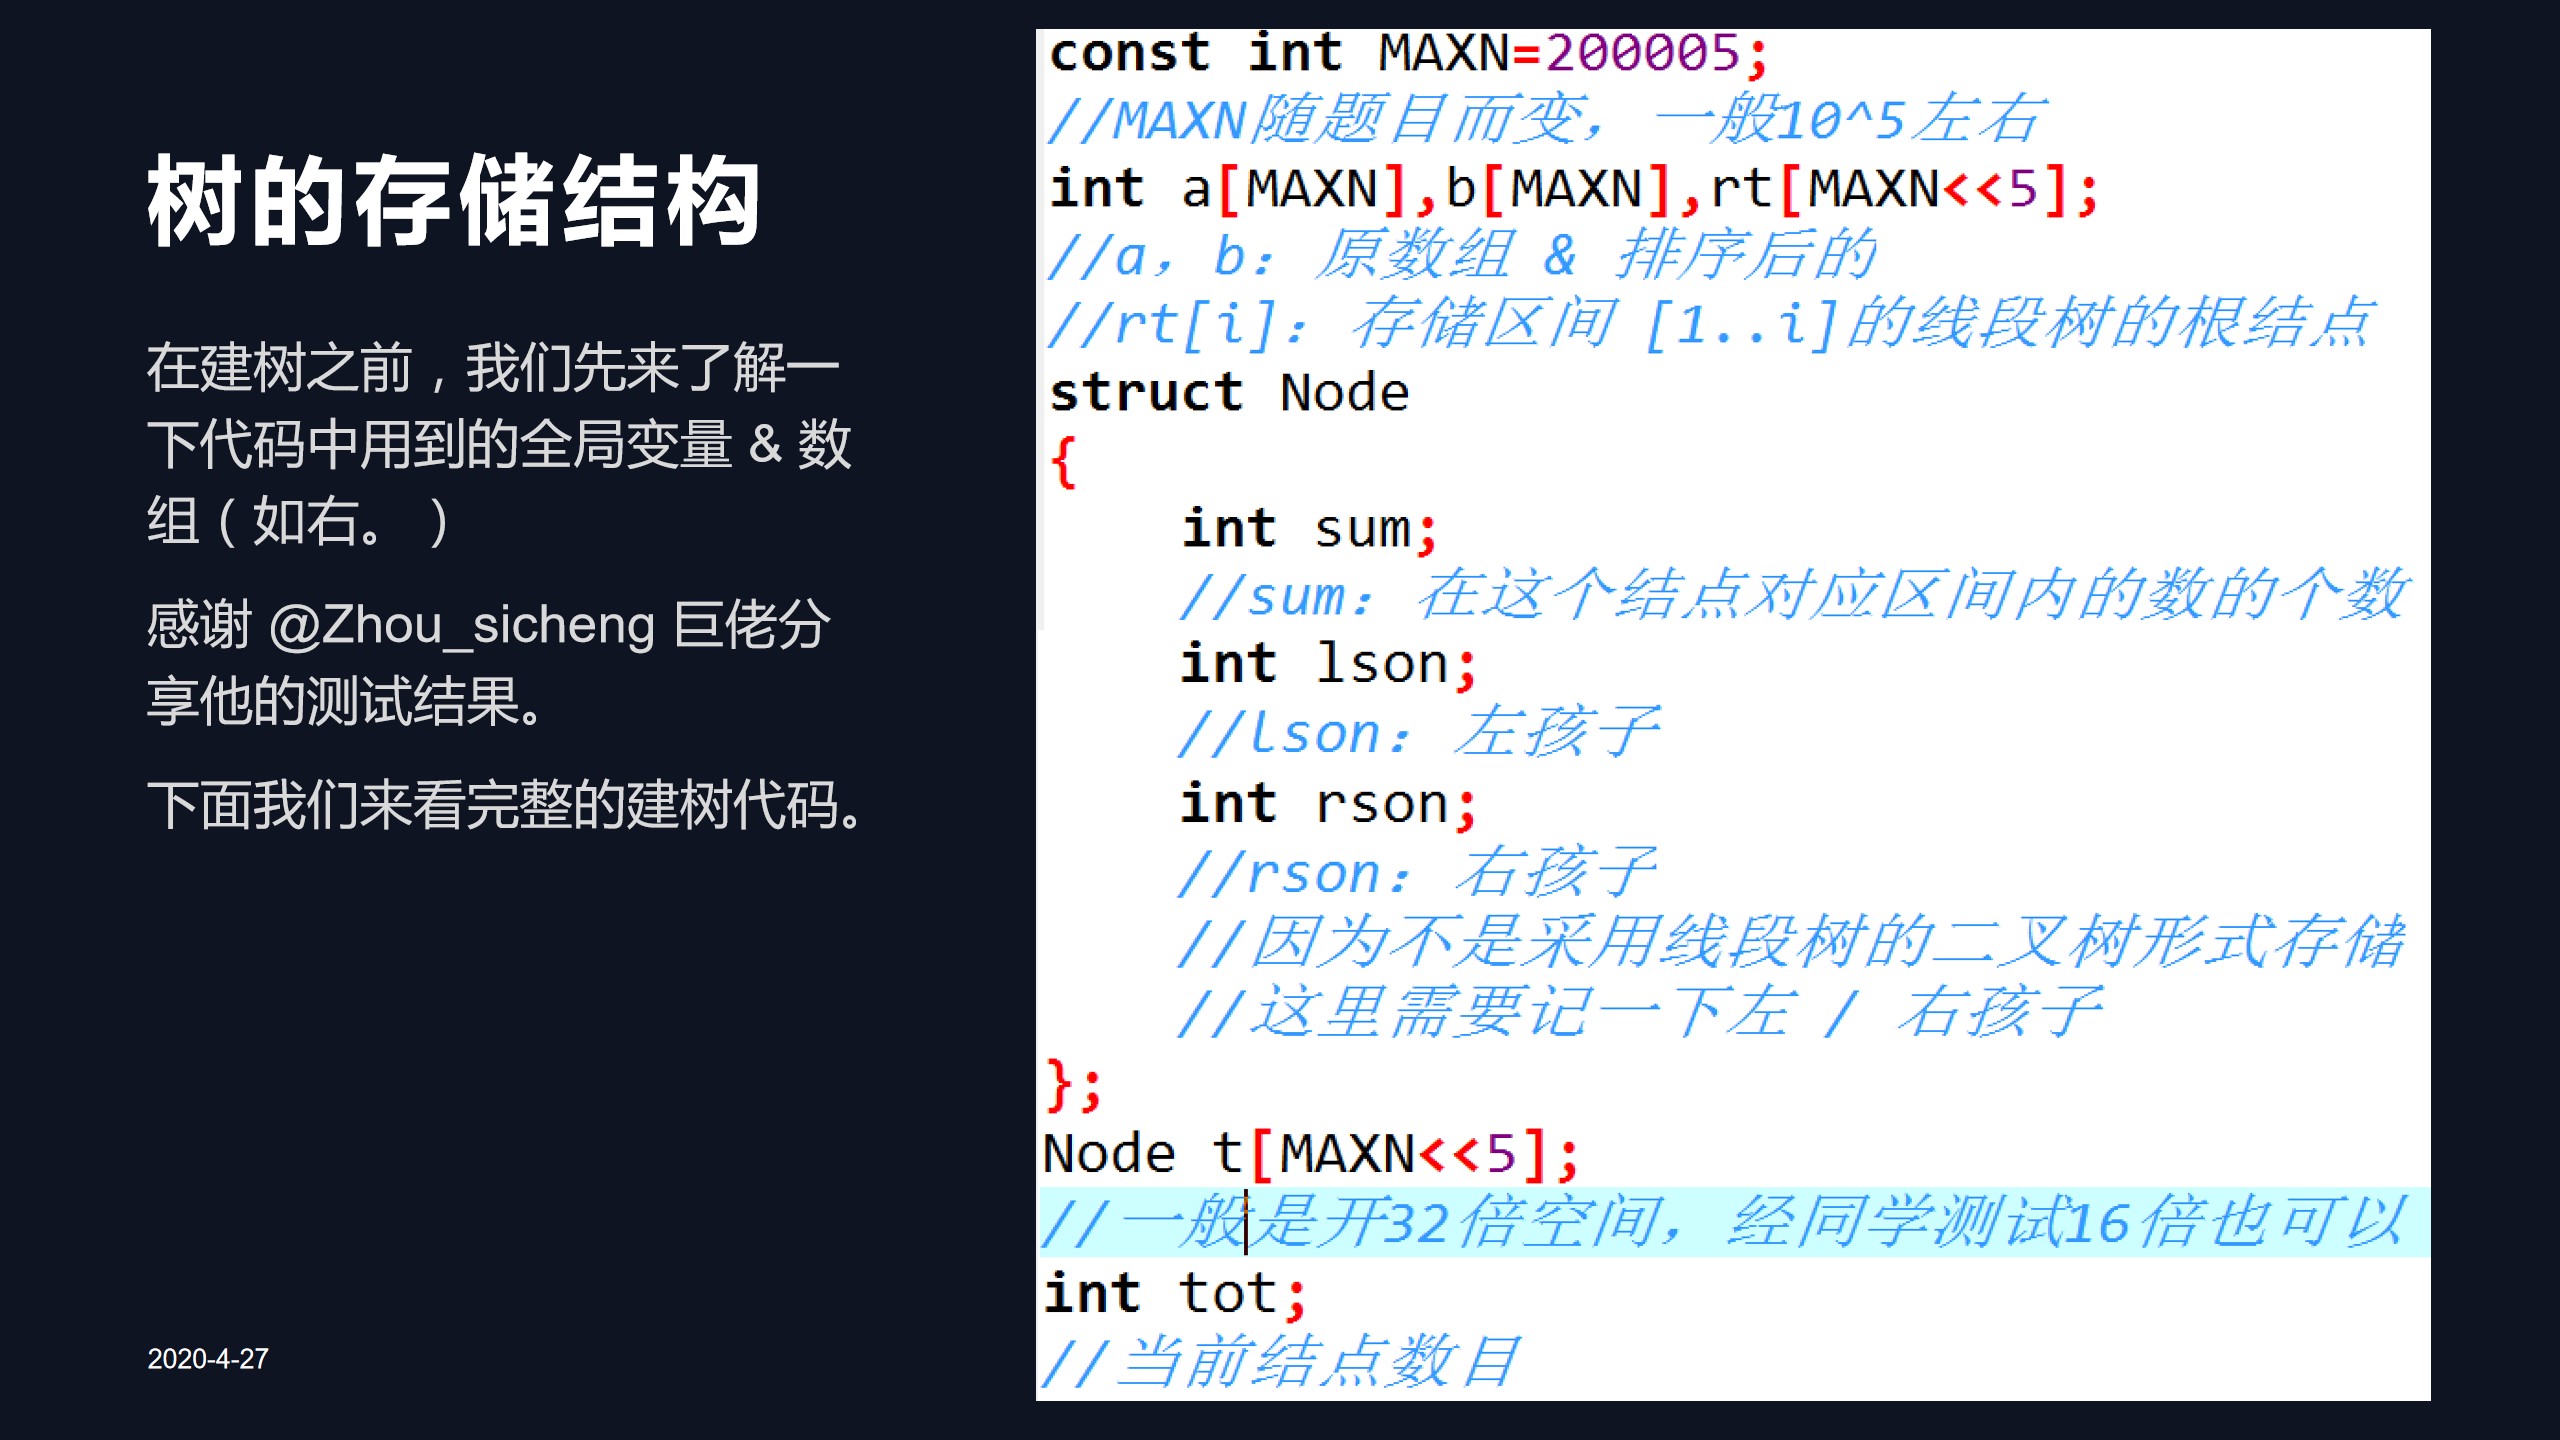 树的存储结构
在建树之前，我们先来了解一
下代码中用到的全局变量 & 数
组（如右。）
感谢 @Zhou_sicheng 巨佬分
享他的测试结果。
下面我们来看完整的建树代码。
2020-4-27
const int MAXN=200005;
//MAXN随题目而变，一般10^5左右
int a[MAXN],b[MAXN],rt[MAXN<<5];
//a，b：原数组 & 排序后的
//rt[i]：存储区间 [1..i]的线段树的根结点
struct Node
{
    int sum;
    //sum：在这个结点对应区间内的数的个数
    int lson;
    //lson：左孩子
    int rson;
    //rson：右孩子
    //因为不是采用线段树的二叉树形式存储
    //这里需要记一下左 / 右孩子
};
Node t[MAXN<<5];
//一般是开32倍空间，经同学测试16倍也可以
int tot;
//当前结点数目